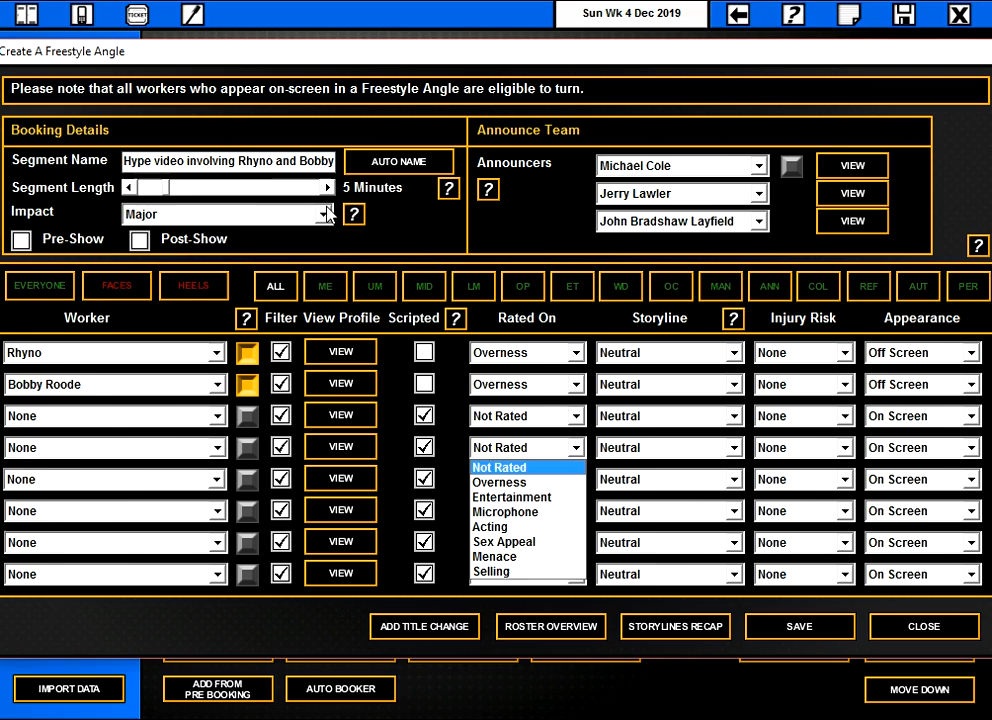 TICKET
Sun Wk 4 Dec 2019
?
X
Create A Freestyle Angle
Please note that all workers who appear on-screen in a Freestyle Angle are eligible to turn.
Booking Details
Announce Team
Segment Name
Hype video involving Rhyno and Bobby
AUTO NAME
Announcers
Michael Cole
VIEW
Segment Length
5 Minutes
?
?
Jerry Lawler
VIEW
Impact
Major
?
John Bradshaw Layfield
VIEW
Pre-Show
Post-Show
?
EVERYONE FACES HEELS ALL ME UM MID LM OP ET WD OC MAN ANN COL REF AUT PER
Worker ? Filter View Profile Scripted ? Rated On Storyline ? Injury Risk Appearance
Rhyno VIEW Overness Neutral None Off Screen
Bobby Roode VIEW Overness Neutral None Off Screen
None VIEW Not Rated Neutral None On Screen
None VIEW Not Rated Neutral None On Screen
Not Rated
Overness
Entertainment
Microphone
Acting
Sex Appeal
Menace
Selling
None VIEW Neutral None On Screen
None VIEW Neutral None On Screen
None VIEW Neutral None On Screen
None VIEW Neutral None On Screen
ADD TITLE CHANGE
ROSTER OVERVIEW
STORYLINES RECAP
SAVE
CLOSE
IMPORT DATA
ADD FROM
PRE BOOKING
AUTO BOOKER
MOVE DOWN